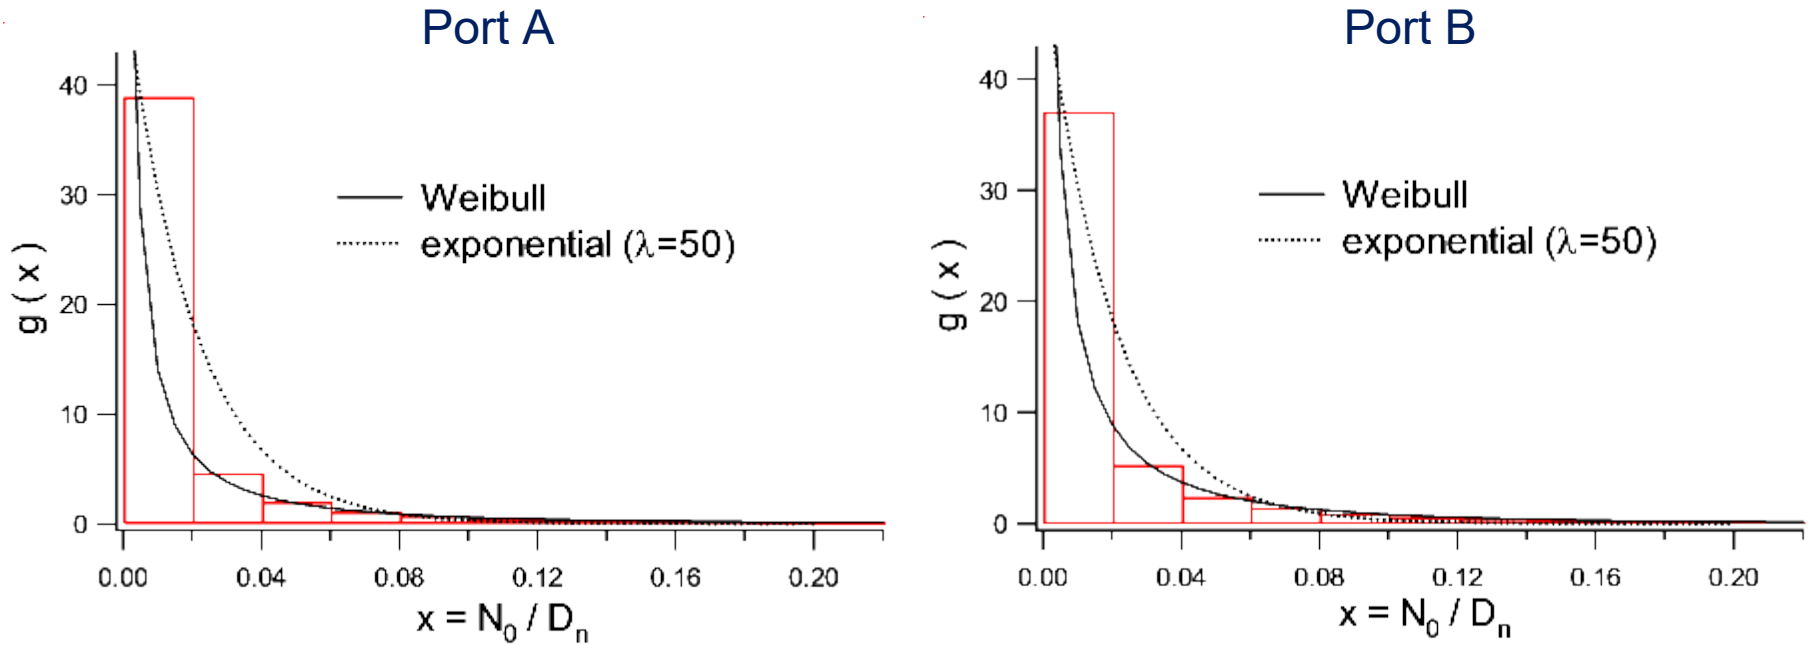 Port A
40
30
20
10
0
g ( x )
Weibull
exponential (λ=50)
0.00 0.04 0.08 0.12 0.16 0.20
x = N0 / Dn
Port B
40
30
20
10
0
g ( x )
Weibull
exponential (λ=50)
0.00 0.04 0.08 0.12 0.16 0.20
x = N0 / Dn